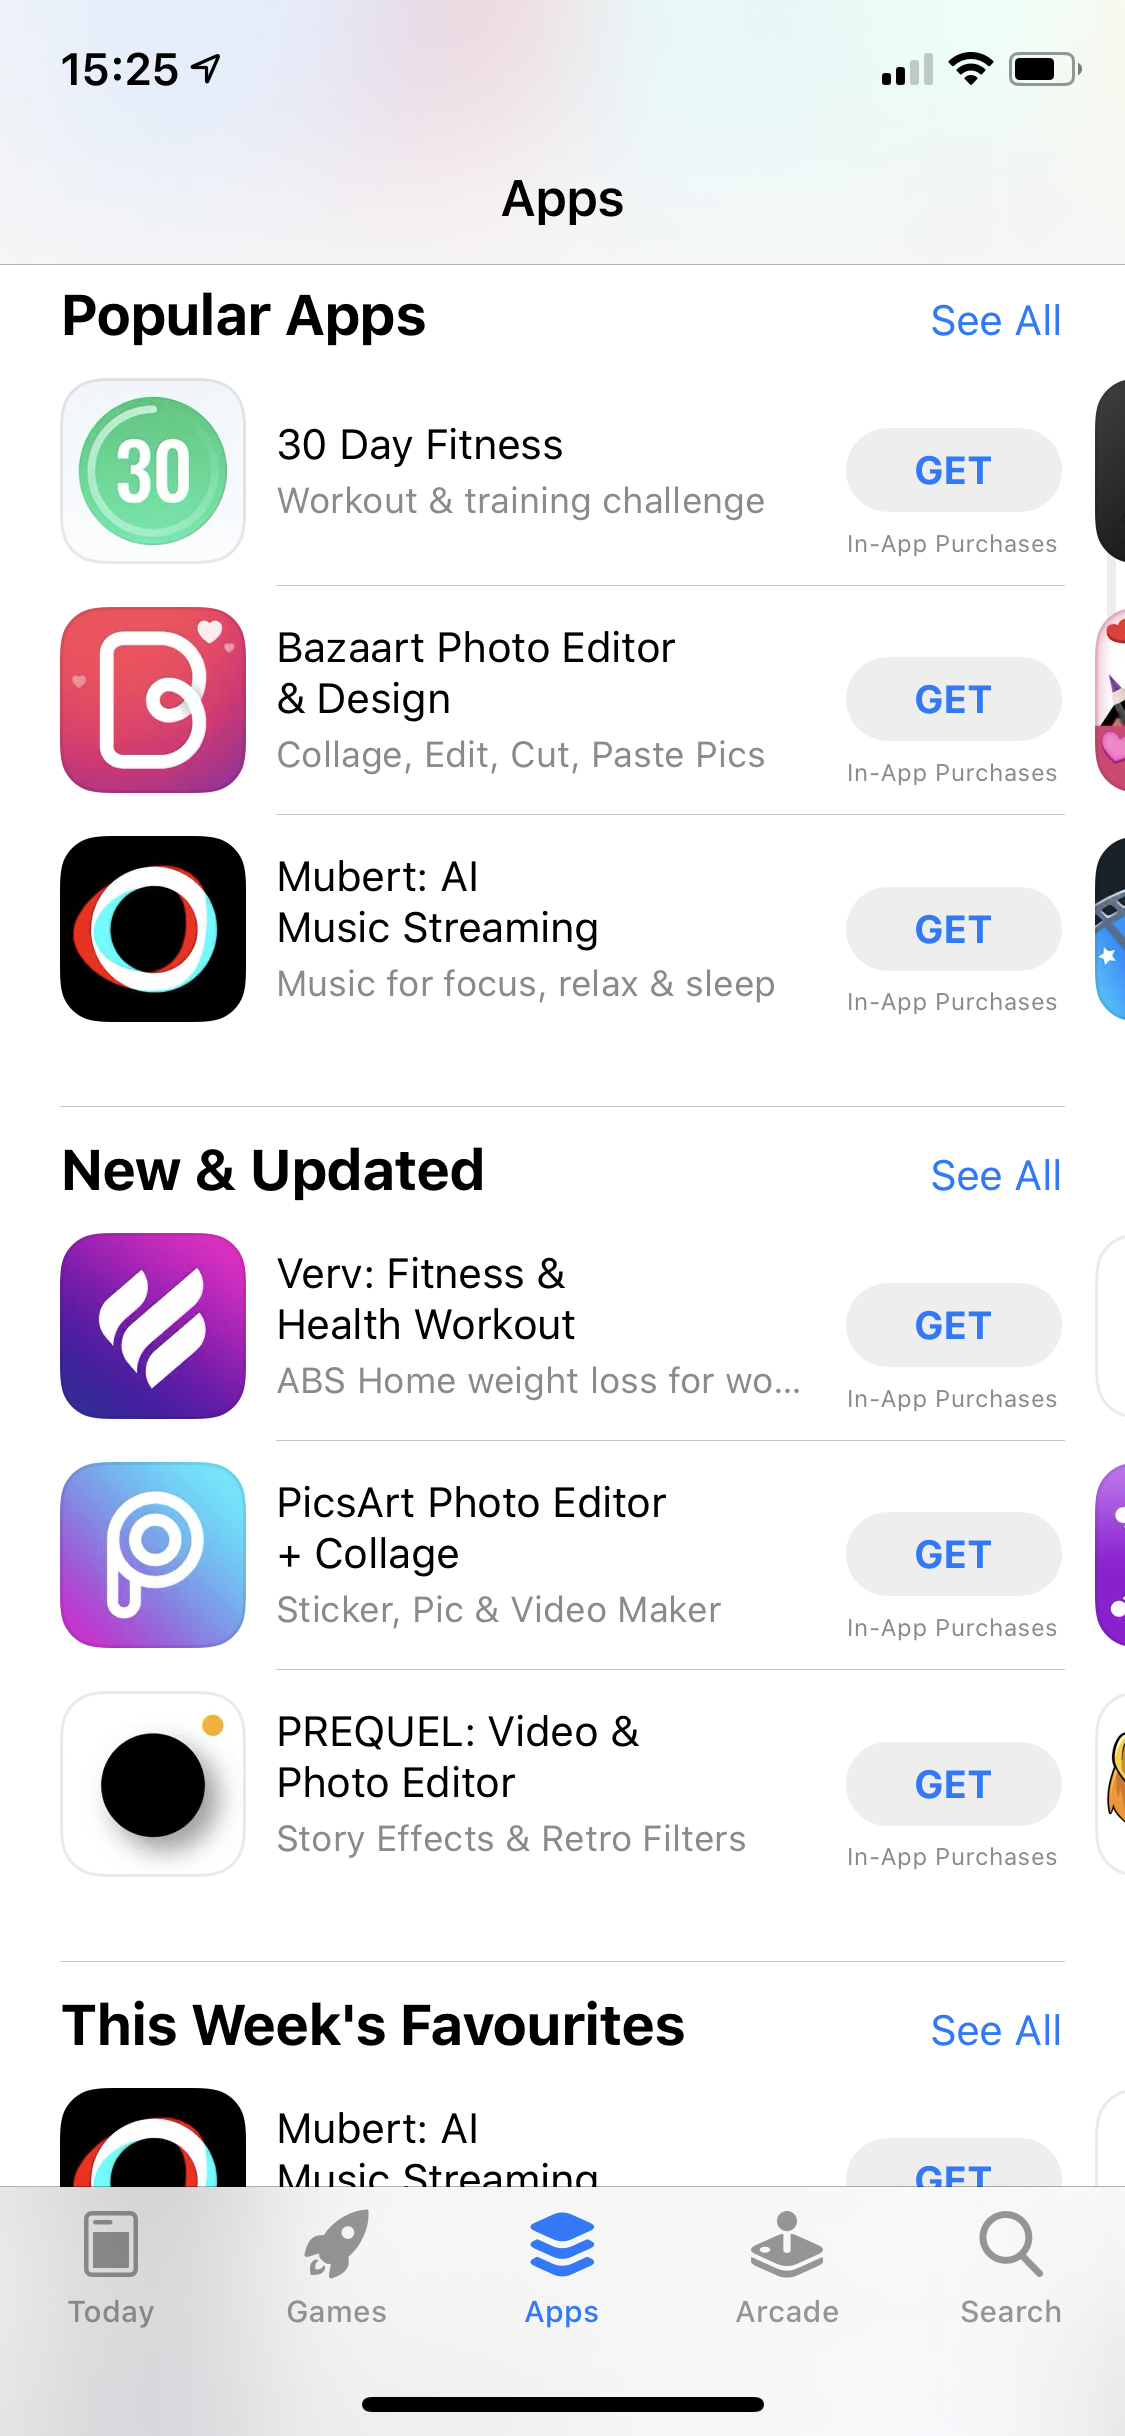 15:25
Apps
Popular Apps
See All
30
30 Day Fitness
Workout & training challenge
GET
In-App Purchases
Bazaart Photo Editor
& Design
Collage, Edit, Cut, Paste Pics
GET
In-App Purchases
Mubert: AI
Music Streaming
Music for focus, relax & sleep
GET
In-App Purchases
New & Updated
See All
Verv: Fitness &
Health Workout
ABS Home weight loss for wo...
GET
In-App Purchases
PicsArt Photo Editor
+ Collage
Sticker, Pic & Video Maker
GET
In-App Purchases
PREQUEL: Video &
Photo Editor
Story Effects & Retro Filters
GET
In-App Purchases
This Week's Favourites
See All
Mubert: AI
Music Streaming
GET
Today
Games
Apps
Arcade
Search